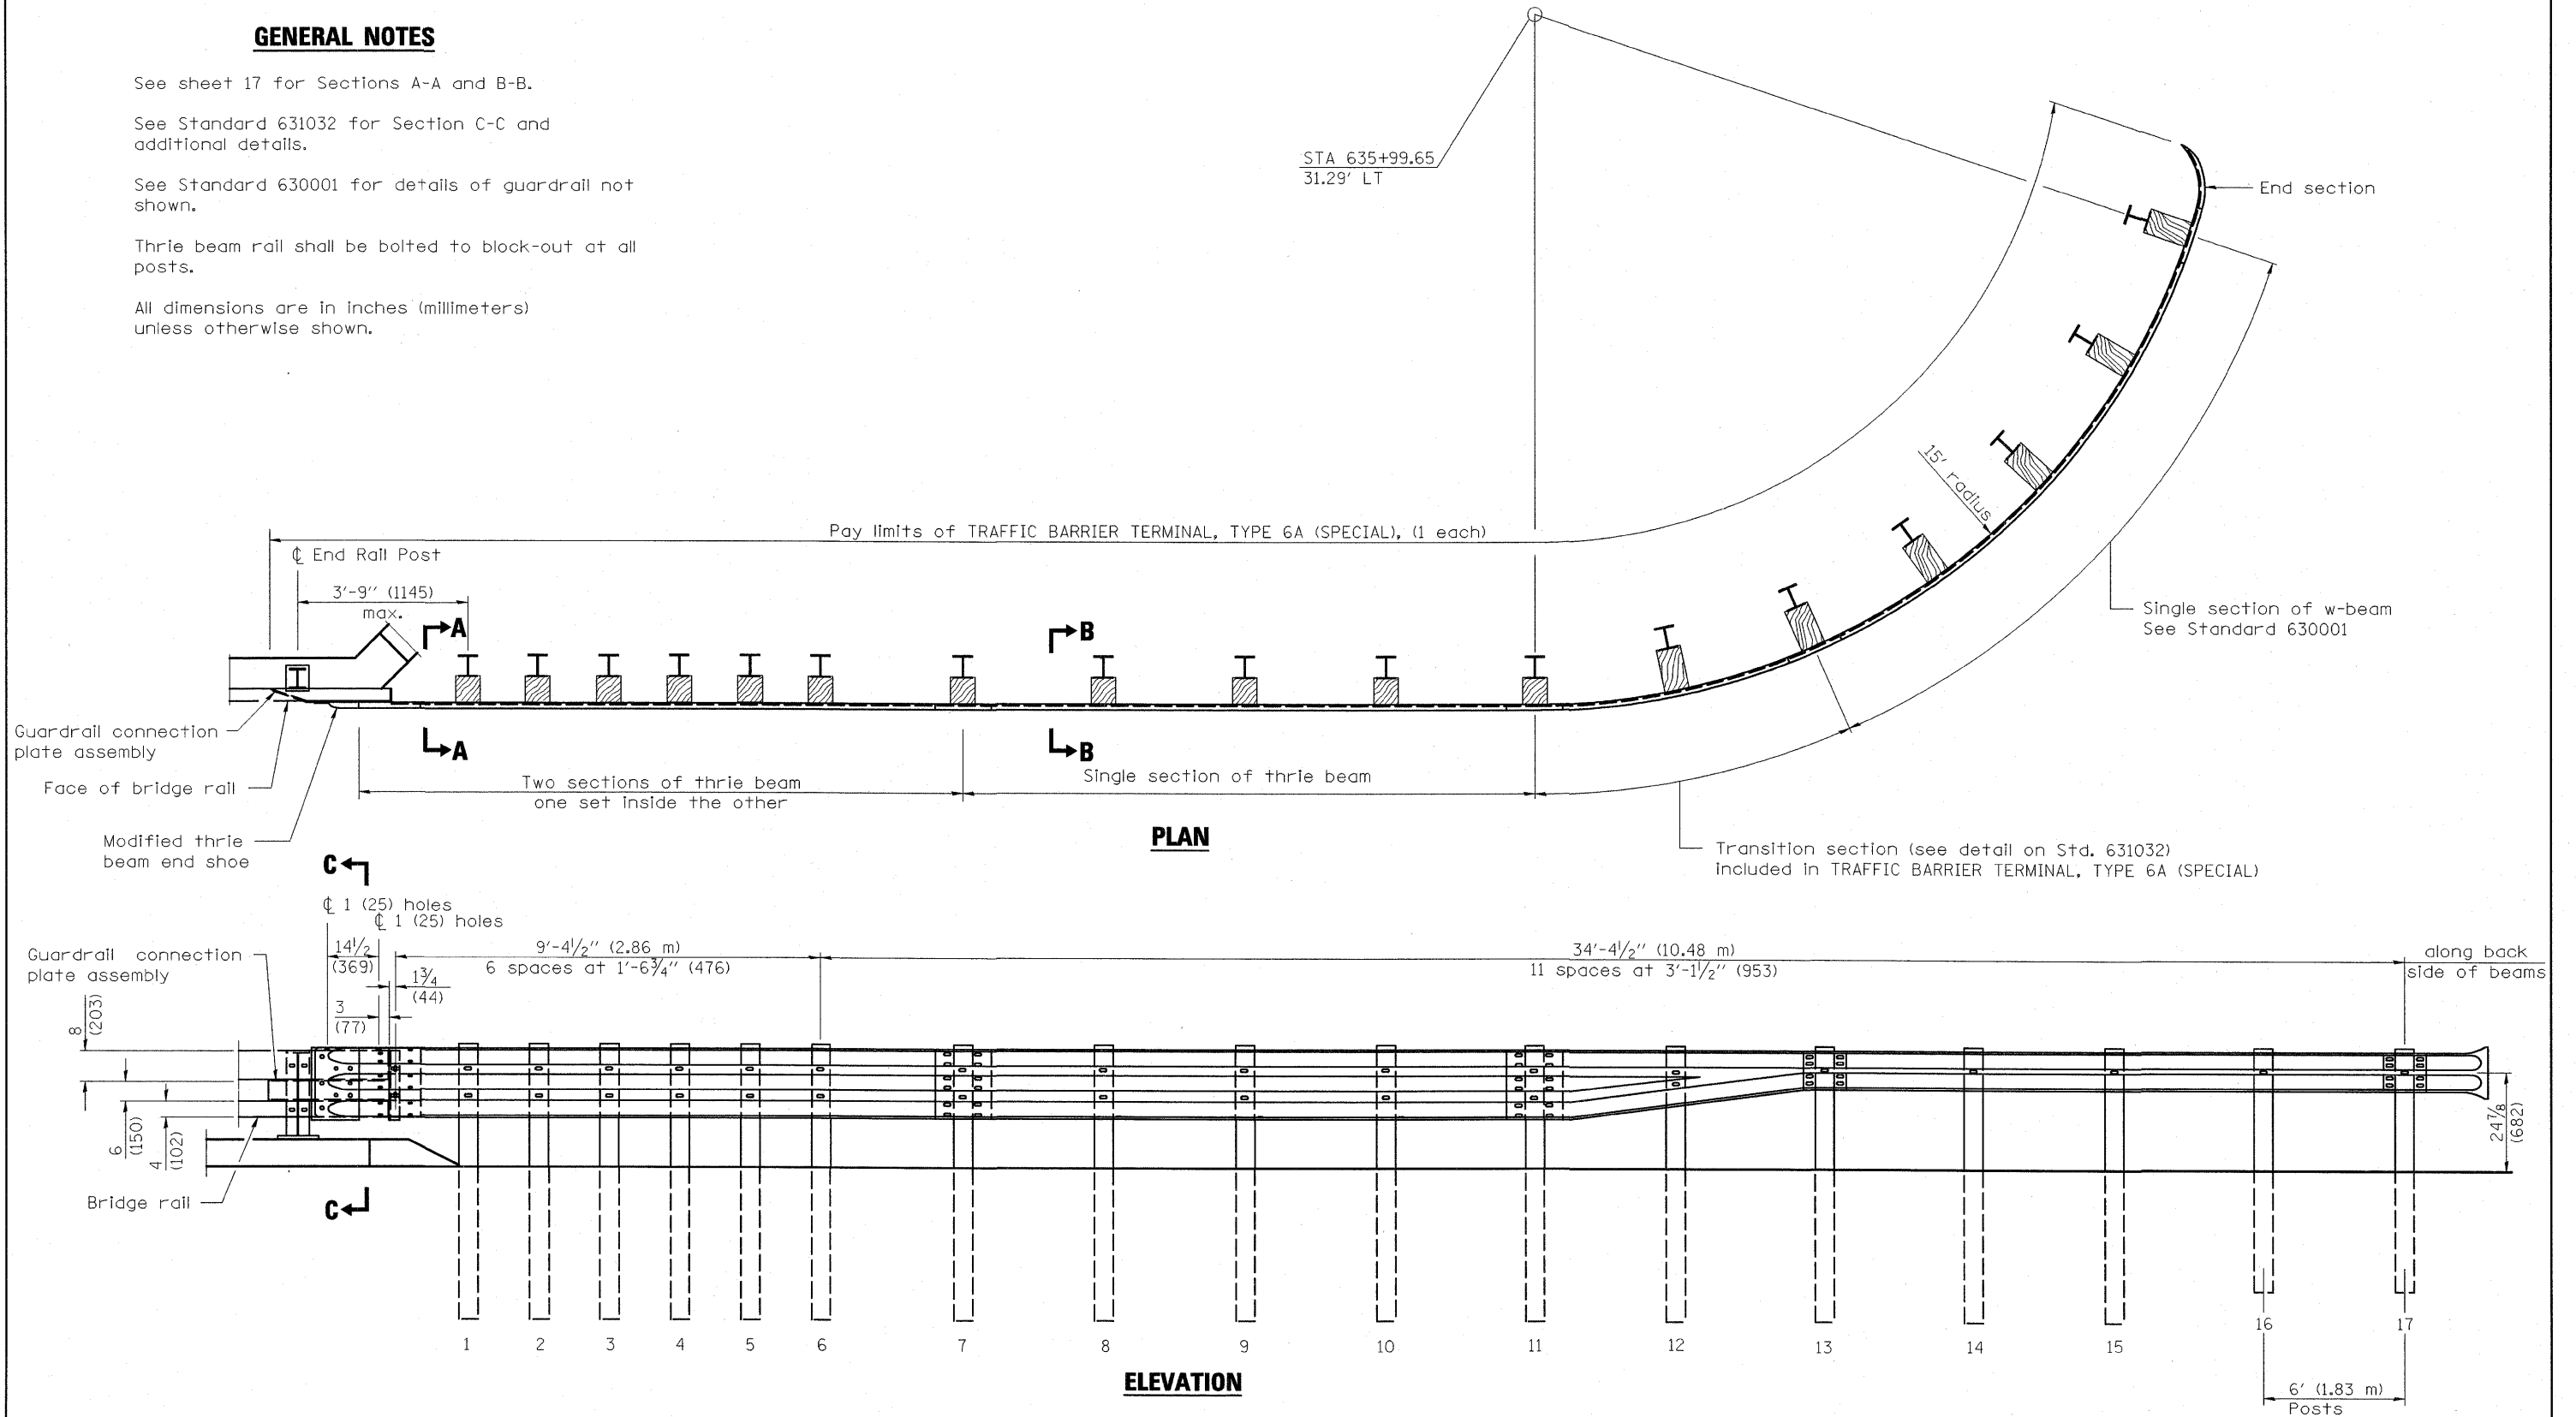 GENERAL NOTES
See sheet 17 for Sections A-A and B-B.
See Standard 631032 for Section C-C and
additional details.
See Standard 630001 for details of guardrail not
shown.
Thrie beam rail shall be bolted to block-out at all
posts.
All dimensions are in inches (millimeters)
unless otherwise shown.
STA 635+99.65
31.29' LT
End section
15' radius
Pay limits of TRAFFIC BARRIER TERMINAL, TYPE 6A (SPECIAL), (1 each)
℄ End Rail Post
3'-9'' (1145)
max.
A
B
Single section of w-beam
See Standard 630001
Guardrail connection
plate assembly
A
B
Face of bridge rail
Two sections of thrie beam
one set inside the other
Single section of thrie beam
Modified thrie
beam end shoe
PLAN
Transition section (see detail on Std. 631032)
included in TRAFFIC BARRIER TERMINAL, TYPE 6A (SPECIAL)
C
℄ 1 (25) holes
℄ 1 (25) holes
Guardrail connection
plate assembly
14½
(369)
9'-4½'' (2.86 m)
6 spaces at 1'-6¾'' (476)
34'-4½'' (10.48 m)
11 spaces at 3'-1½'' (953)
along back
side of beams
1¾
(44)
3
(77)
8
(203)
6
(150)
4
(102)
24⅞
(682)
Bridge rail
C
1 2 3 4 5 6 7 8 9 10 11 12 13 14 15 16 17
ELEVATION
6' (1.83 m)
Posts